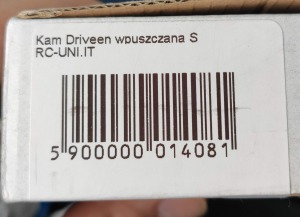 Kam Driveen wpuszczana S
RC-UNI.IT
5 900000 014081